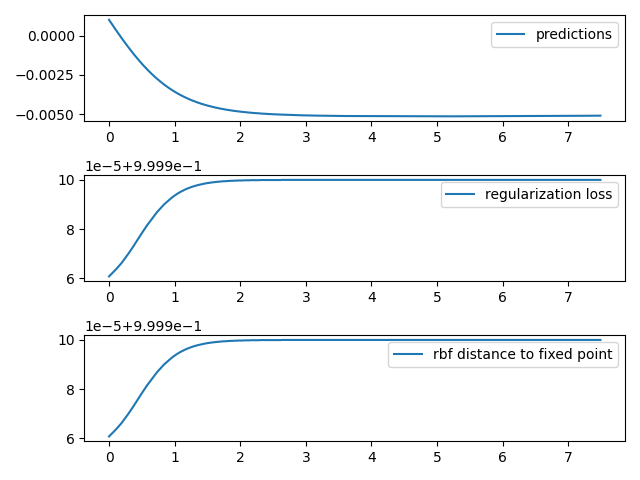 0.0000
−0.0025
−0.0050
predictions
0 1 2 3 4 5 6 7
1e−5+9.999e−1
10
8
6
regularization loss
0 1 2 3 4 5 6 7
1e−5+9.999e−1
10
8
6
rbf distance to fixed point
0 1 2 3 4 5 6 7